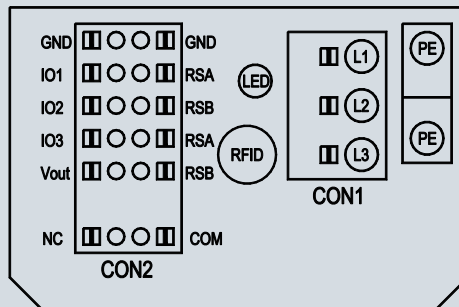 GND GND
IO1 RSA
IO2 RSB
IO3 RSA
Vout RSB
NC COM
CON2
LED
RFID
L1
L2
L3
CON1
PE
PE